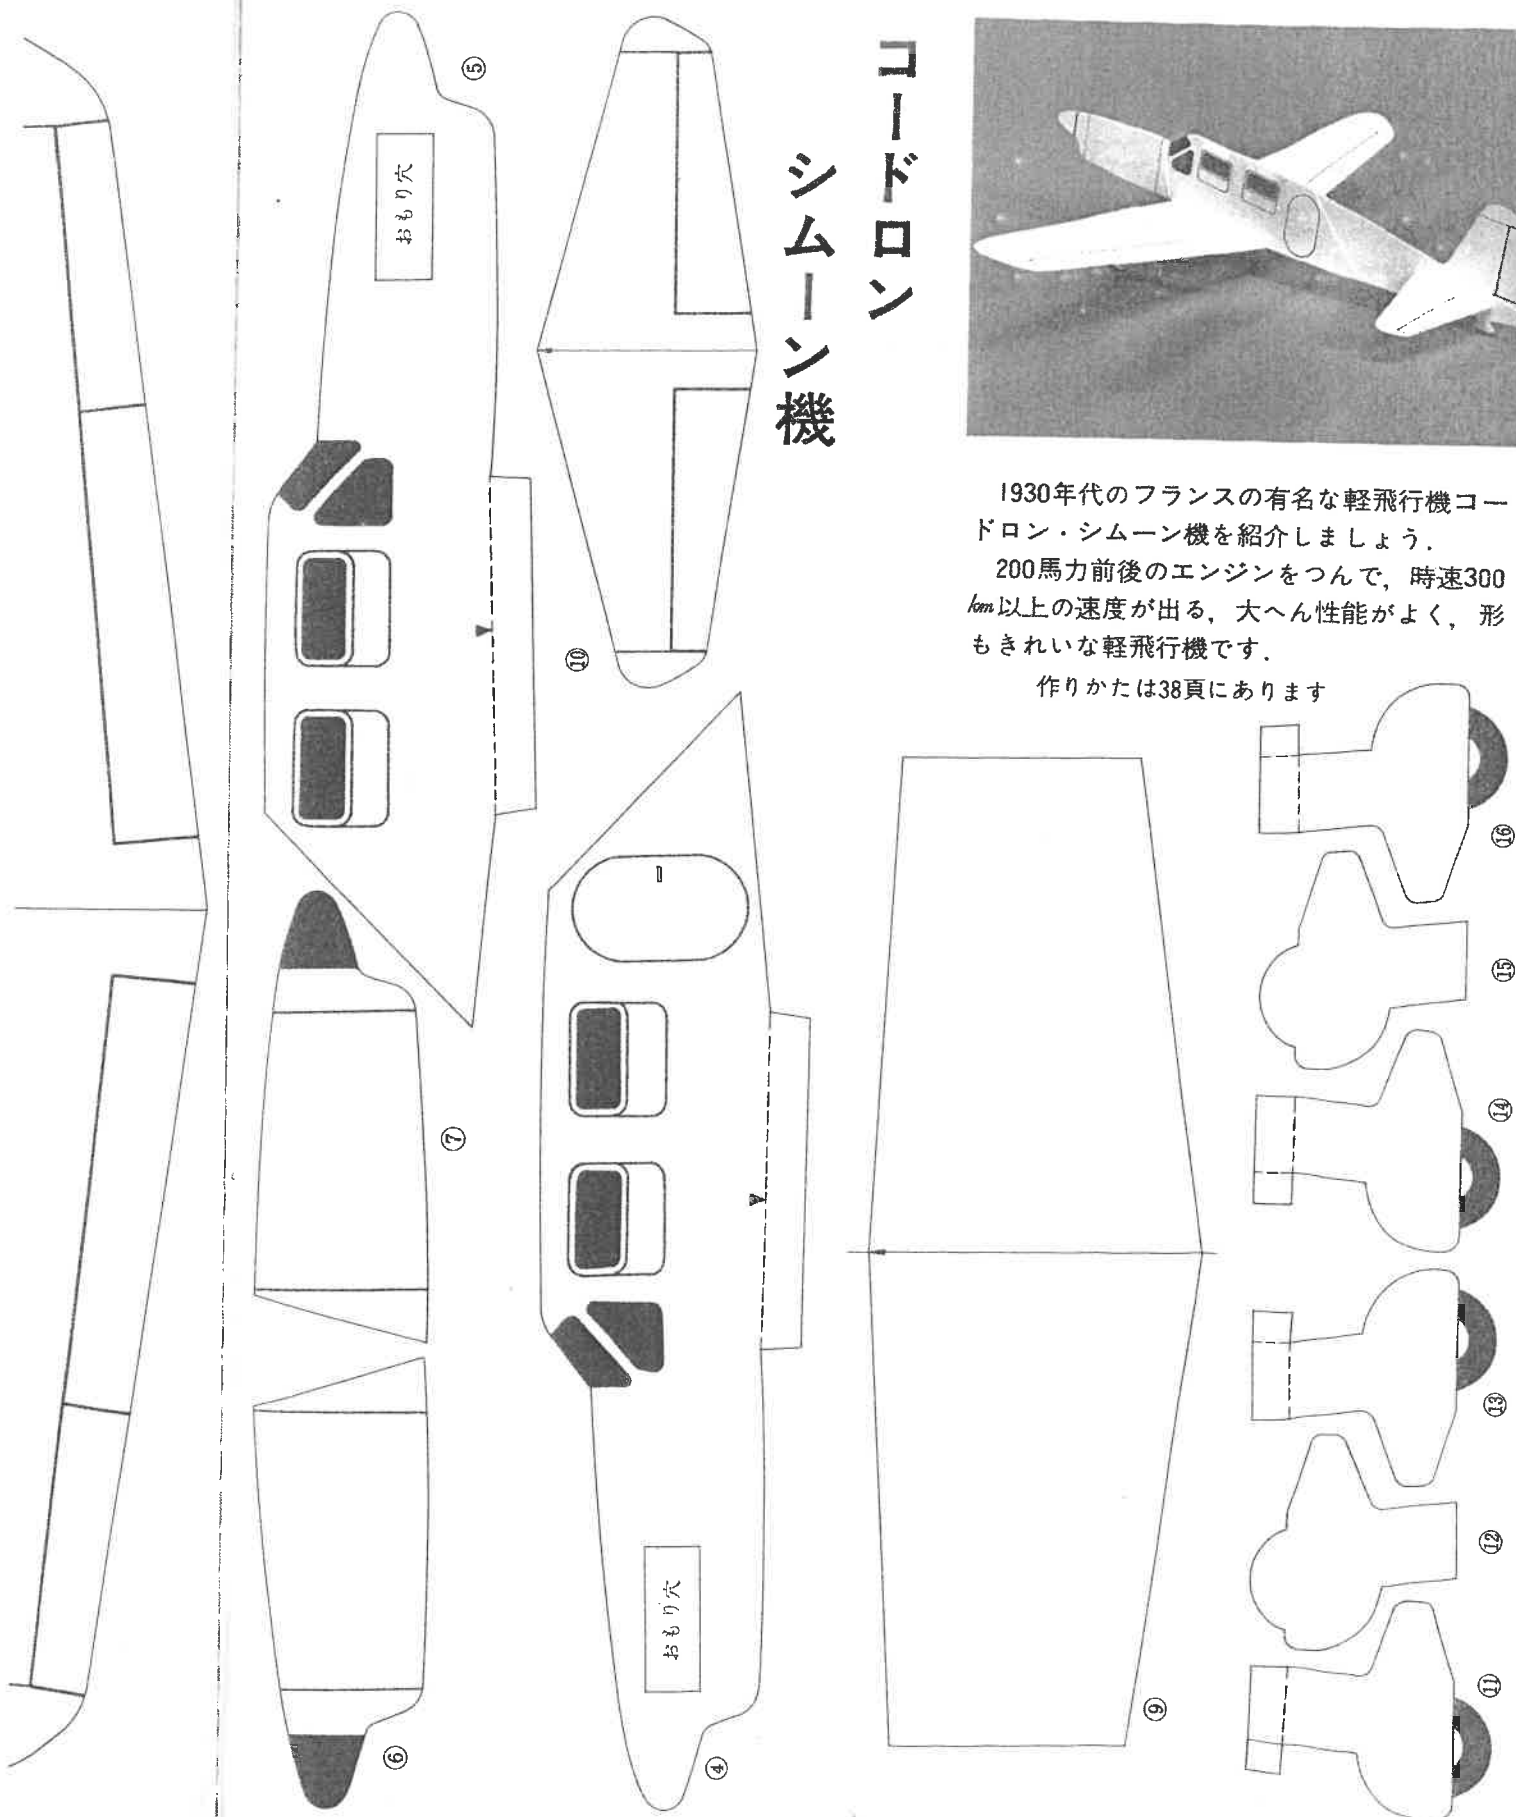 コードロン
シムーン機
1930年代のフランスの有名な軽飛行機コー
ドロン・シムーン機を紹介しましょう．
200馬力前後のエンジンをつんで，時速300
km以上の速度が出る，大へん性能がよく，形
もきれいな軽飛行機です．
作りかたは38頁にあります
⑤
おもり穴
⑩
⑦
⑥
④
おもり穴
⑨
⑯
⑮
⑭
⑬
⑫
⑪